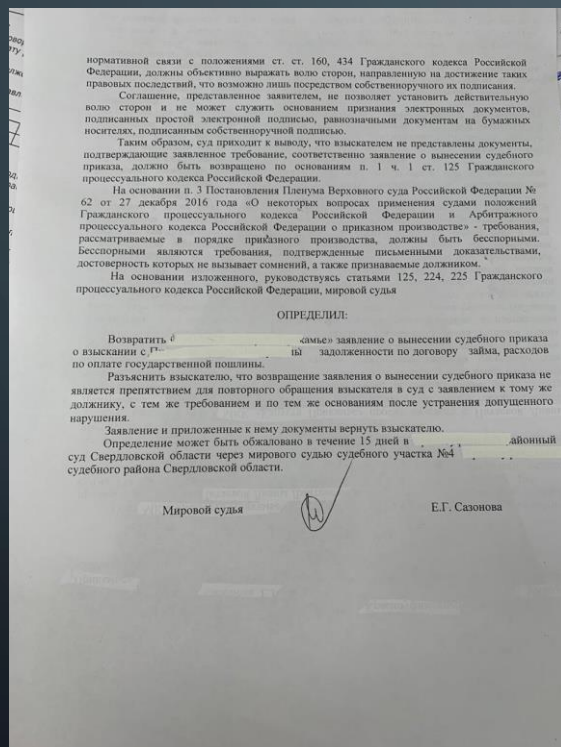 нормативной связи с положениями ст. ст. 160, 434 Гражданского кодекса Российской
Федерации, должны объективно выражать волю сторон, направленную на достижение таких
правовых последствий, что возможно лишь посредством собственноручного их подписания.
Соглашение, представленное заявителем, не позволяет установить действительную
волю сторон и не может служить основанием признания электронных документов,
подписанных простой электронной подписью, равнозначными документам на бумажных
носителях, подписанным собственноручной подписью.
Таким образом, суд приходит к выводу, что взыскателем не представлены документы,
подтверждающие заявленное требование, соответственно заявление о вынесении судебного
приказа, должно быть возвращено по основаниям п. 1 ч. 1 ст. 125 Гражданского
процессуального кодекса Российской Федерации.
На основании п. 3 Постановления Пленума Верховного суда Российской Федерации №
62 от 27 декабря 2016 года «О некоторых вопросах применения судами положений
Гражданского процессуального кодекса Российской Федерации и Арбитражного
процессуального кодекса Российской Федерации о приказном производстве» - требования,
рассматриваемые в порядке приказного производства, должны быть бесспорными.
Бесспорными являются требования, подтвержденные письменными доказательствами,
достоверность которых не вызывает сомнений, а также признаваемые должником.
На основании изложенного, руководствуясь статьями 125, 224, 225 Гражданского
процессуального кодекса Российской Федерации, мировой судья
ОПРЕДЕЛИЛ:
Возвратить камье» заявление о вынесении судебного приказа
о взыскании с ны задолженности по договору займа, расходов
по оплате государственной пошлины.
Разъяснить взыскателю, что возвращение заявления о вынесении судебного приказа не
является препятствием для повторного обращения взыскателя в суд с заявлением к тому же
должнику, с тем же требованием и по тем же основаниям после устранения допущенного
нарушения.
Заявление и приложенные к нему документы вернуть взыскателю.
Определение может быть обжаловано в течение 15 дней в айонный
суд Свердловской области через мирового судью судебного участка №4
судебного района Свердловской области.
Мировой судья Е.Г. Сазонова